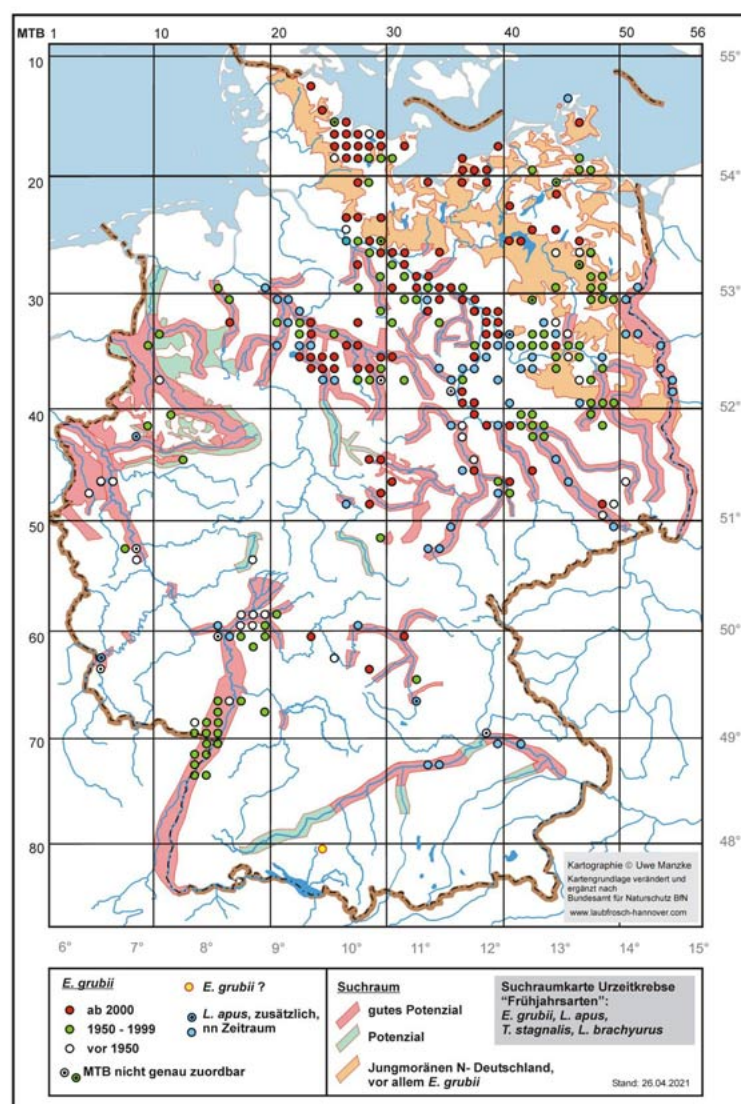 MTB 1 10 20 30 40 50 56
10 55°
20 54°
53°
30
40 52°
50 51°
60 50°
70 49°
80 48°
Kartographie © Uwe Manzke
Kartengrundlage verändert und
ergänzt nach
Bundesamt für Naturschutz BfN
www.laubfrosch-hannover.com
6° 7° 8° 9° 10° 11° 12° 13° 14° 15°
E. grubii
ab 2000
1950 - 1999
vor 1950
MTB nicht genau zuordbar
E. grubii ?
L. apus, zusätzlich,
nn Zeitraum
Suchraum
gutes Potenzial
Potenzial
Jungmoränen N- Deutschland,
vor allem E. grubii
Suchraumkarte Urzeitkrebse
"Frühjahrsarten":
E. grubii, L. apus,
T. stagnalis, L. brachyurus
Stand: 26.04.2021